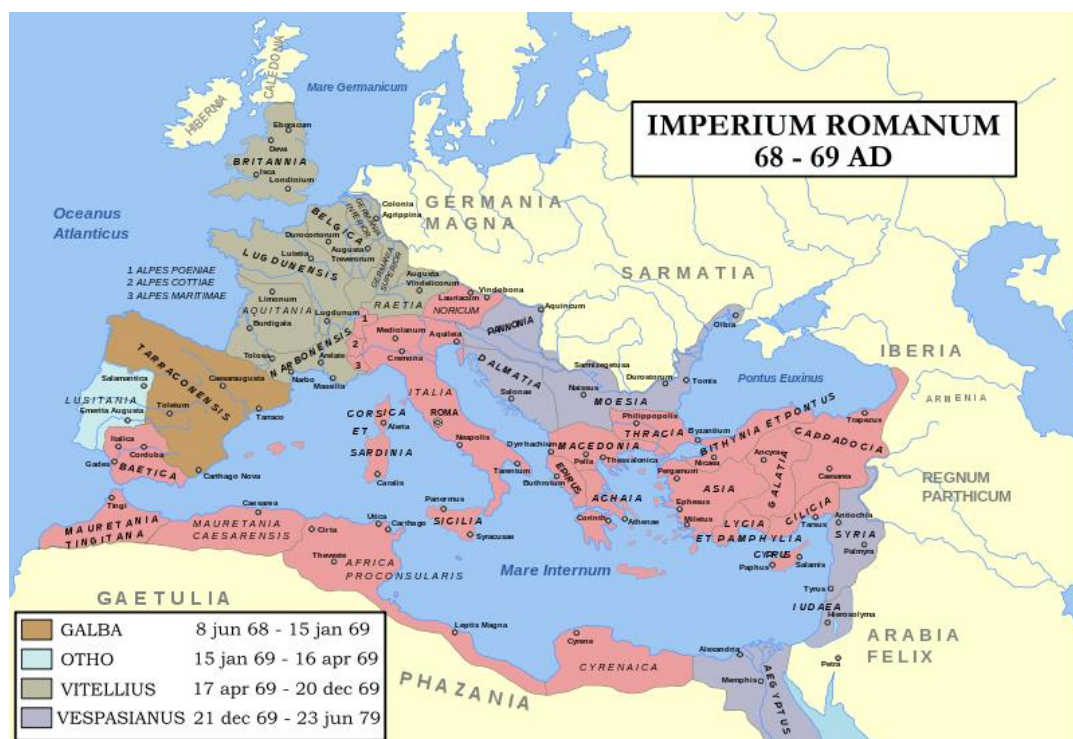 IMPERIUM ROMANUM
68 - 69 AD
CALEDONIA
HIBERNIA
Mare Germanicum
Eboracum
Deva
BRITANNIA
Isca
Londinium
Oceanus
Atlanticus
GERMANIA
MAGNA
SARMATIA
Colonia
Agrippina
GERMANIA
INFERIOR
BELGICA
Durocortorum
Augusta
Treverorum
Lutetia
LUGDUNENSIS
GERMANIA
SUPERIOR
Augusta
Vindelicorum
RAETIA
1 ALPES POENIAE
2 ALPES COTTIAE
3 ALPES MARITIMAE
Limonum
AQUITANIA
Burdigala
Lugdunum
NARBONENSIS
Tolosa
Arelate
Narbo
Massilia
1
2
3
Lauriacum
Vindebona
NORICUM
Aquincum
PANNONIA
Mediolanum
Aquileia
Cremona
DALMATIA
Salonae
Sarmizegetusa
Naissus
MOESIA
Durostorum
Tomis
Olbia
Pontus Euxinus
IBERIA
ARMENIA
TARRACONENSIS
Salamantica
LUSITANIA
Emerita Augusta
Toletum
Caesaraugusta
Tarraco
Italica
Corduba
Gades
BAETICA
Carthago Nova
ITALIA
ROMA
CORSICA
ET
SARDINIA
Aleria
Caralis
Neapolis
Tarentum
Dyrrhachium
Buthrotum
Philippopolis
THRACIA
MACEDONIA
Pella
Thessalonica
EPIRUS
ACHAIA
Corinth
Athenae
Byzantium
BITHYNIA ET PONTUS
Nicaea
Trapezus
CAPPADOCIA
Ancyra
GALATIA
Pergamum
ASIA
Caesarea
Ephesus
Miletus
LYCIA
ET PAMPHYLIA
CILICIA
Tarsus
Antiochia
CYPRUS
Paphus
Salamis
SYRIA
Palmyra
REGNUM
PARTHICUM
Tyrus
IUDAEA
Hierosolyma
ARABIA
FELIX
Petra
Tingi
MAURETANIA
TINGITANA
MAURETANIA
CAESARENSIS
Caesarea
Cirta
Utica
Carthago
Theveste
AFRICA
PROCONSULARIS
Panormus
SICILIA
Syracusae
Mare Internum
GAETULIA
Leptis Magna
PHAZANIA
Cyrene
CYRENAICA
Alexandria
Memphis
AEGYPTUS
GALBA 8 jun 68 - 15 jan 69
OTHO 15 jan 69 - 16 apr 69
VITELLIUS 17 apr 69 - 20 dec 69
VESPASIANUS 21 dec 69 - 23 jun 79